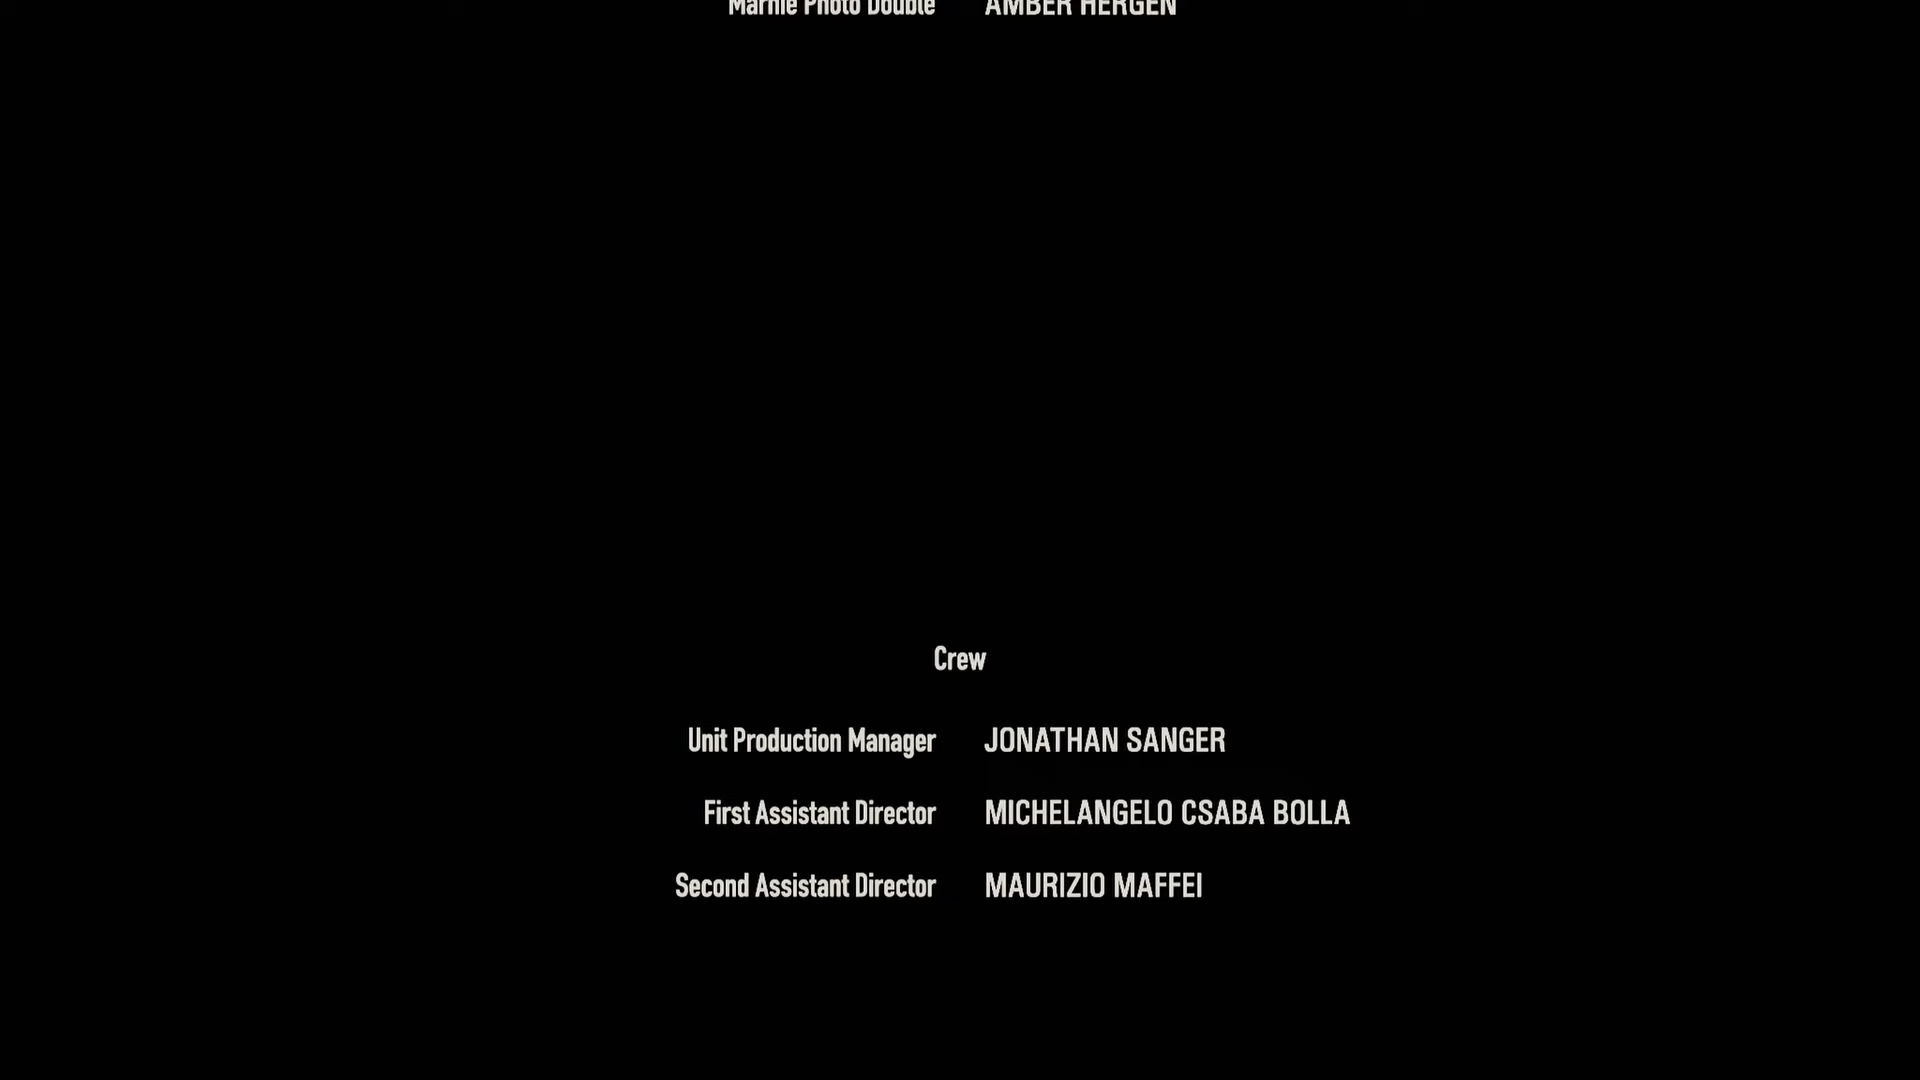 Marnie Photo Double AMBER HERGEN
Crew
Unit Production Manager JONATHAN SANGER
First Assistant Director MICHELANGELO CSABA BOLLA
Second Assistant Director MAURIZIO MAFFEI